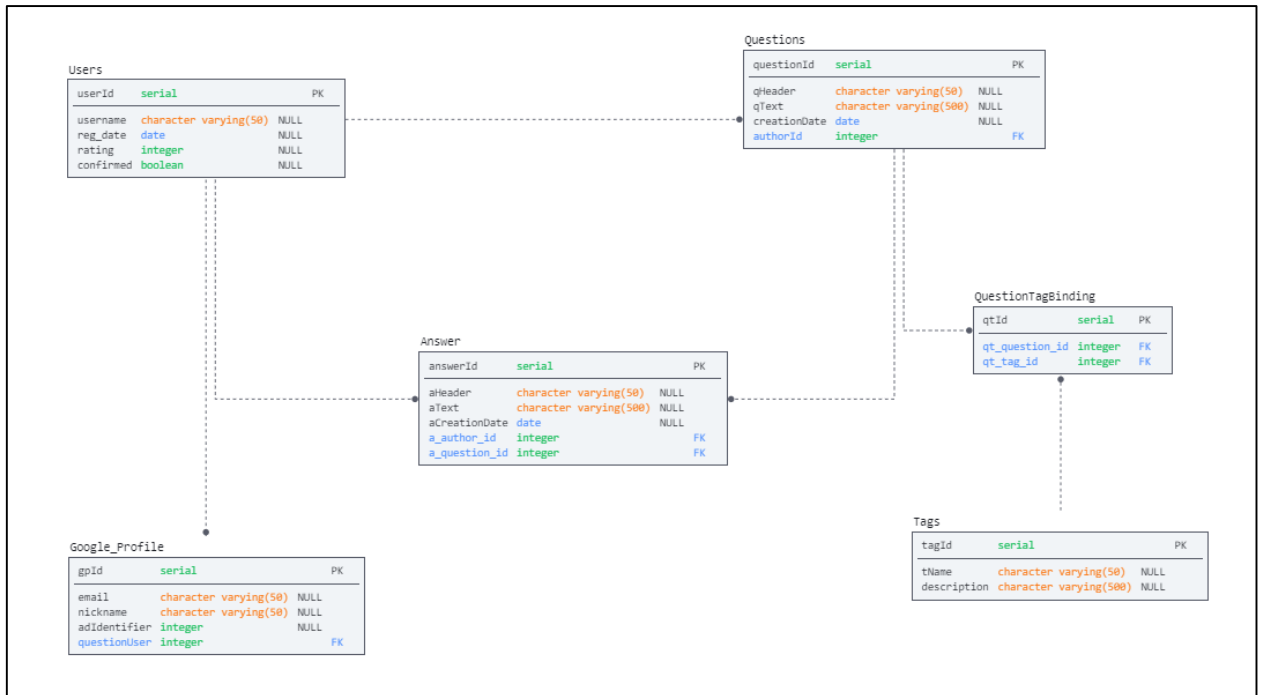 Users
userId serial PK
username character varying(50) NULL
reg_date date NULL
rating integer NULL
confirmed boolean NULL
Questions
questionId serial PK
qHeader character varying(50) NULL
qText character varying(500) NULL
creationDate date NULL
authorId integer FK
QuestionTagBinding
qtId serial PK
qt_question_id integer FK
qt_tag_id integer FK
Answer
answerId serial PK
aHeader character varying(50) NULL
aText character varying(500) NULL
aCreationDate date NULL
a_author_id integer FK
a_question_id integer FK
Google_Profile
gpId serial PK
email character varying(50) NULL
nickname character varying(50) NULL
adIdentifier integer NULL
questionUser integer FK
Tags
tagId serial PK
tName character varying(50) NULL
description character varying(500) NULL